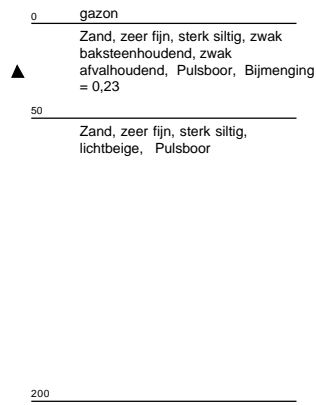 0 gazon
Zand, zeer fijn, sterk siltig, zwak
baksteenhoudend, zwak
afvalhoudend, Pulsboor, Bijmenging
= 0,23
50
Zand, zeer fijn, sterk siltig,
lichtbeige, Pulsboor
200